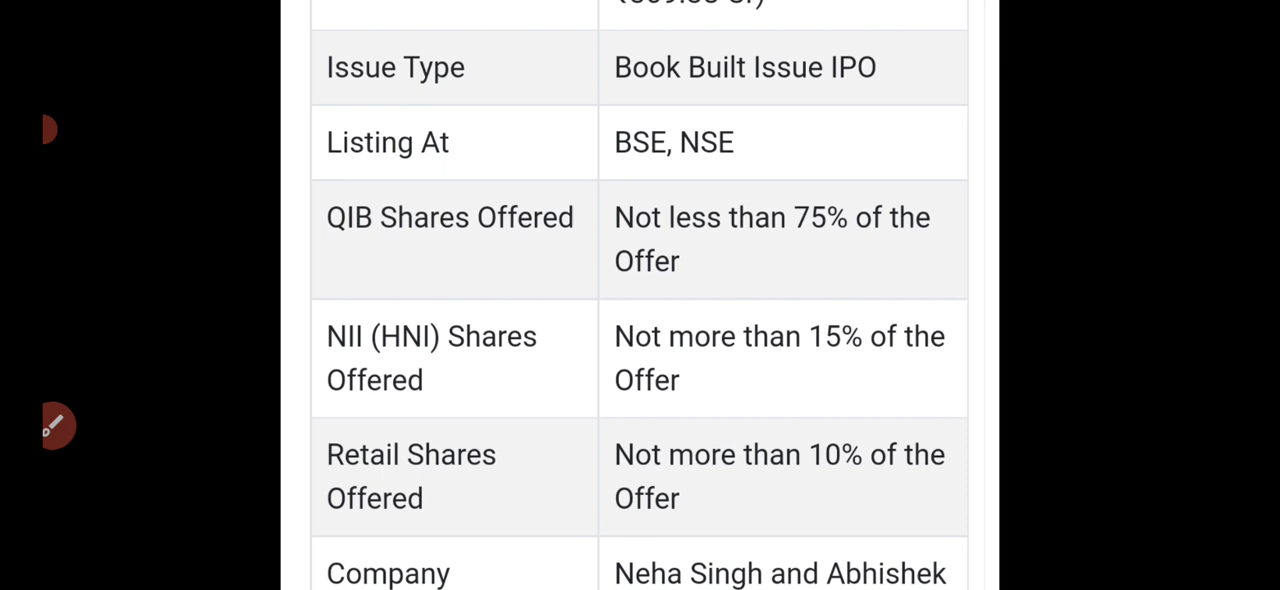 Issue Type
Book Built Issue IPO
Listing At
BSE, NSE
QIB Shares Offered
Not less than 75% of the
Offer
NII (HNI) Shares
Offered
Not more than 15% of the
Offer
Retail Shares
Offered
Not more than 10% of the
Offer
Company
Neha Singh and Abhishek